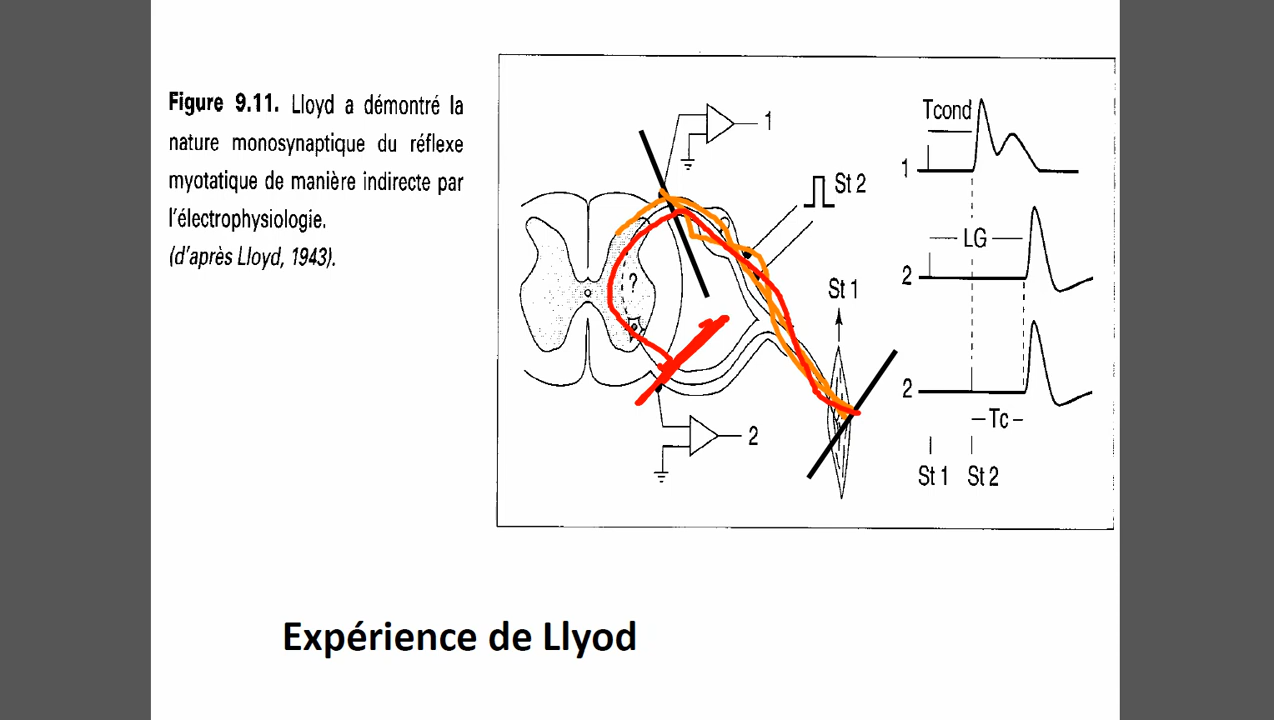 Figure 9.11. Lloyd a démontré la
nature monosynaptique du réflexe
myotatique de manière indirecte par
l'électrophysiologie.
(d'après Lloyd, 1943).
1
St 2
?
St 1
2
Tcond
1
LG
2
2
Tc
St 1 St 2
Expérience de Llyod